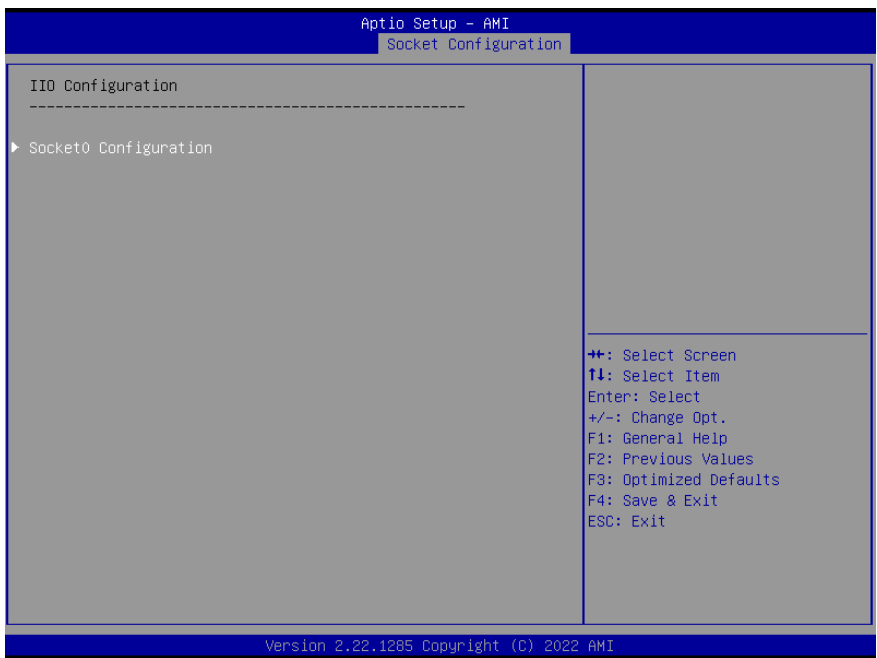 Aptio Setup – AMI
Socket Configuration
IIO Configuration
--------------------------------------------------
Socket0 Configuration
→←: Select Screen
↑↓: Select Item
Enter: Select
+/-: Change Opt.
F1: General Help
F2: Previous Values
F3: Optimized Defaults
F4: Save & Exit
ESC: Exit
Version 2.22.1285 Copyright (C) 2022 AMI